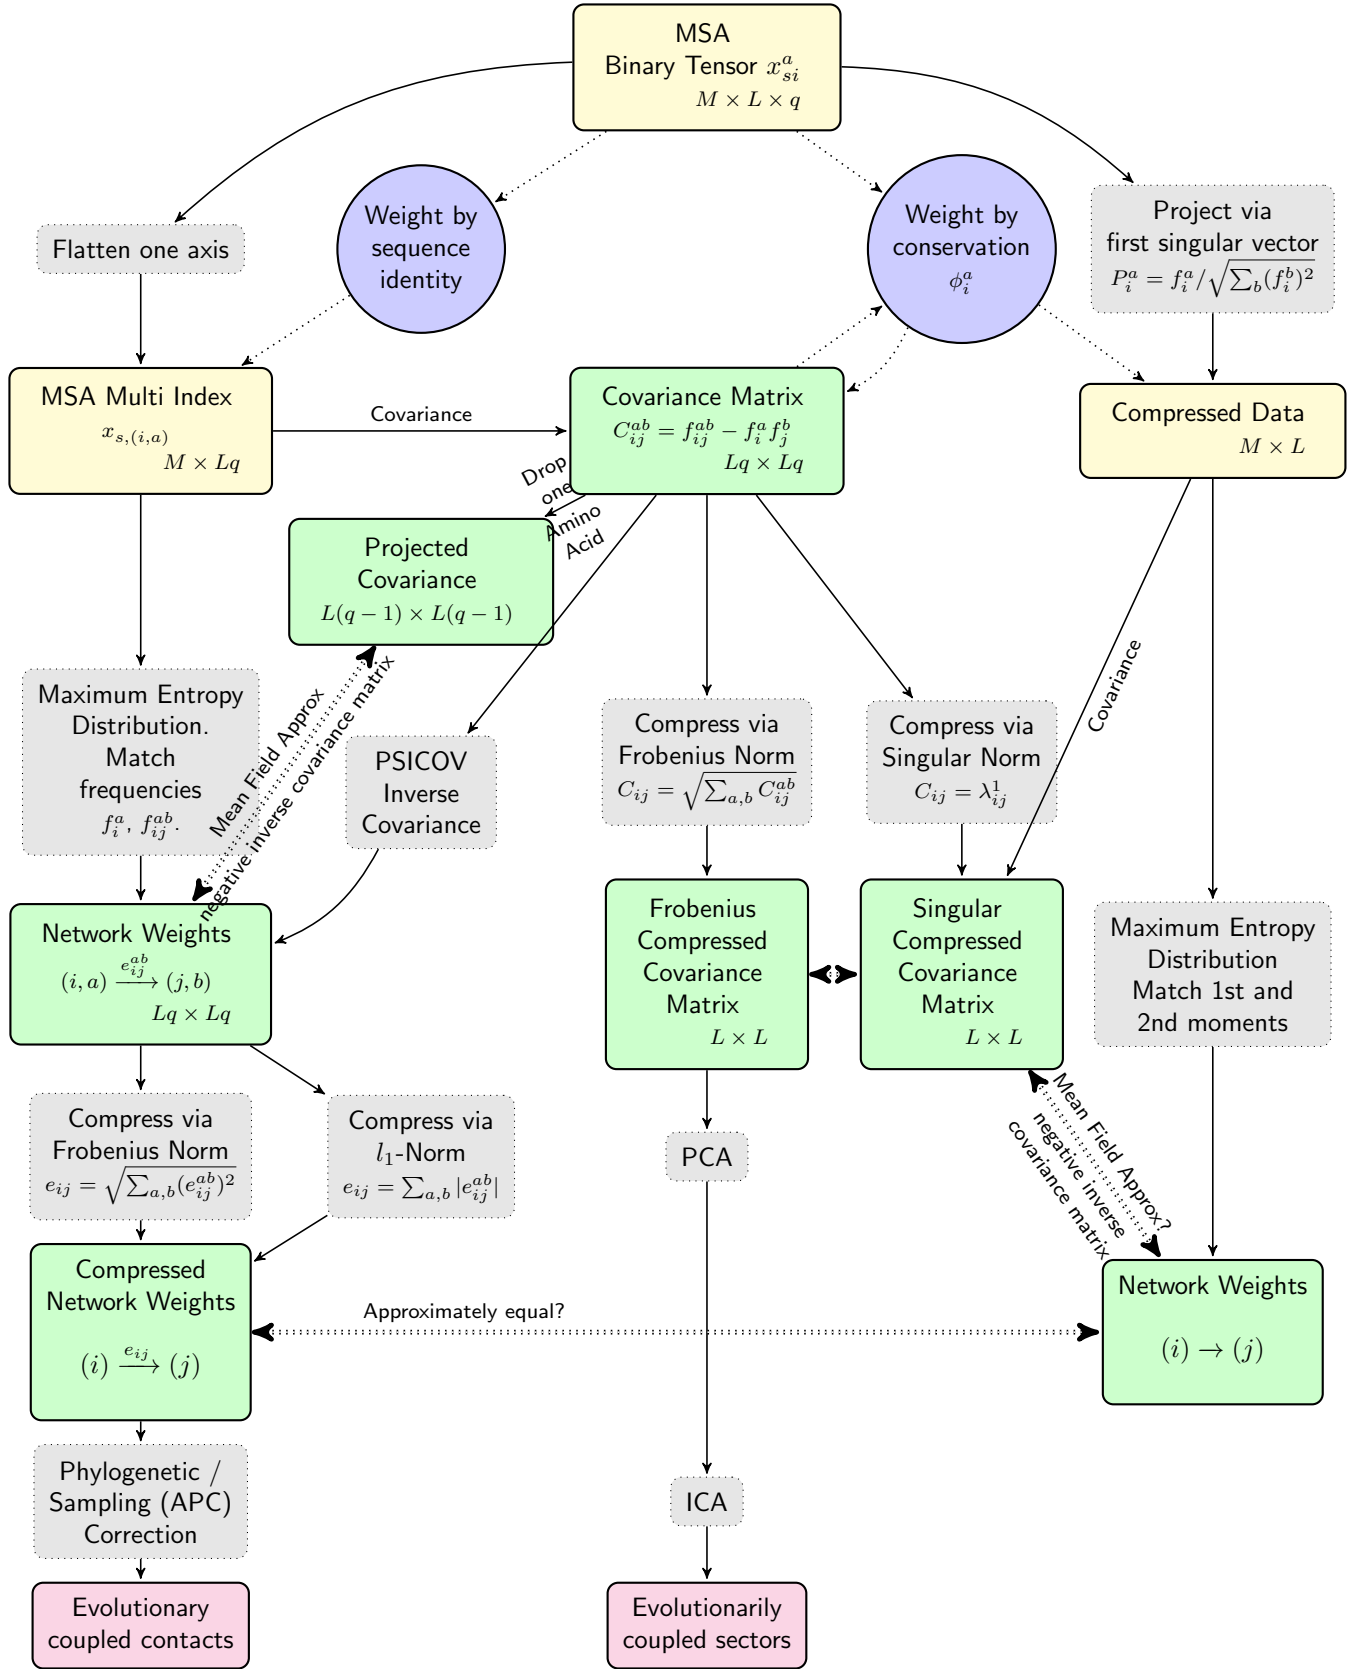 MSA
Binary Tensor $x_{si}^{a}$
$M \times L \times q$
Weight by
sequence
identity
Weight by
conservation
$\phi_i^a$
Project via
first singular vector
$P_i^a = f_i^a / \sqrt{\sum_b (f_i^b)^2}$
Flatten one axis
MSA Multi Index
$x_{s,(i,a)}$
$M \times Lq$
Covariance
Covariance Matrix
$C_{ij}^{ab} = f_{ij}^{ab} - f_i^a f_j^b$
$Lq \times Lq$
Compressed Data
$M \times L$
Drop
one
Amino
Acid
Projected
Covariance
$L(q-1) \times L(q-1)$
Maximum Entropy
Distribution.
Match
frequencies
$f_i^a$, $f_{ij}^{ab}$.
Mean Field Approx
negative inverse covariance matrix
PSICOV
Inverse
Covariance
Compress via
Frobenius Norm
$C_{ij} = \sqrt{\sum_{a,b} C_{ij}^{ab}}$
Compress via
Singular Norm
$C_{ij} = \lambda_{ij}^1$
Covariance
Network Weights
$(i,a) \xrightarrow{e_{ij}^{ab}} (j,b)$
$Lq \times Lq$
Frobenius
Compressed
Covariance
Matrix
$L \times L$
Singular
Compressed
Covariance
Matrix
$L \times L$
Maximum Entropy
Distribution
Match 1st and
2nd moments
Compress via
Frobenius Norm
$e_{ij} = \sqrt{\sum_{a,b} (e_{ij}^{ab})^2}$
Compress via
$l_1$-Norm
$e_{ij} = \sum_{a,b} |e_{ij}^{ab}|$
PCA
Mean Field Approx?
negative inverse
covariance matrix
Compressed
Network Weights
$(i) \xrightarrow{e_{ij}} (j)$
Approximately equal?
Network Weights
$(i) \rightarrow (j)$
Phylogenetic /
Sampling (APC)
Correction
ICA
Evolutionary
coupled contacts
Evolutionarily
coupled sectors